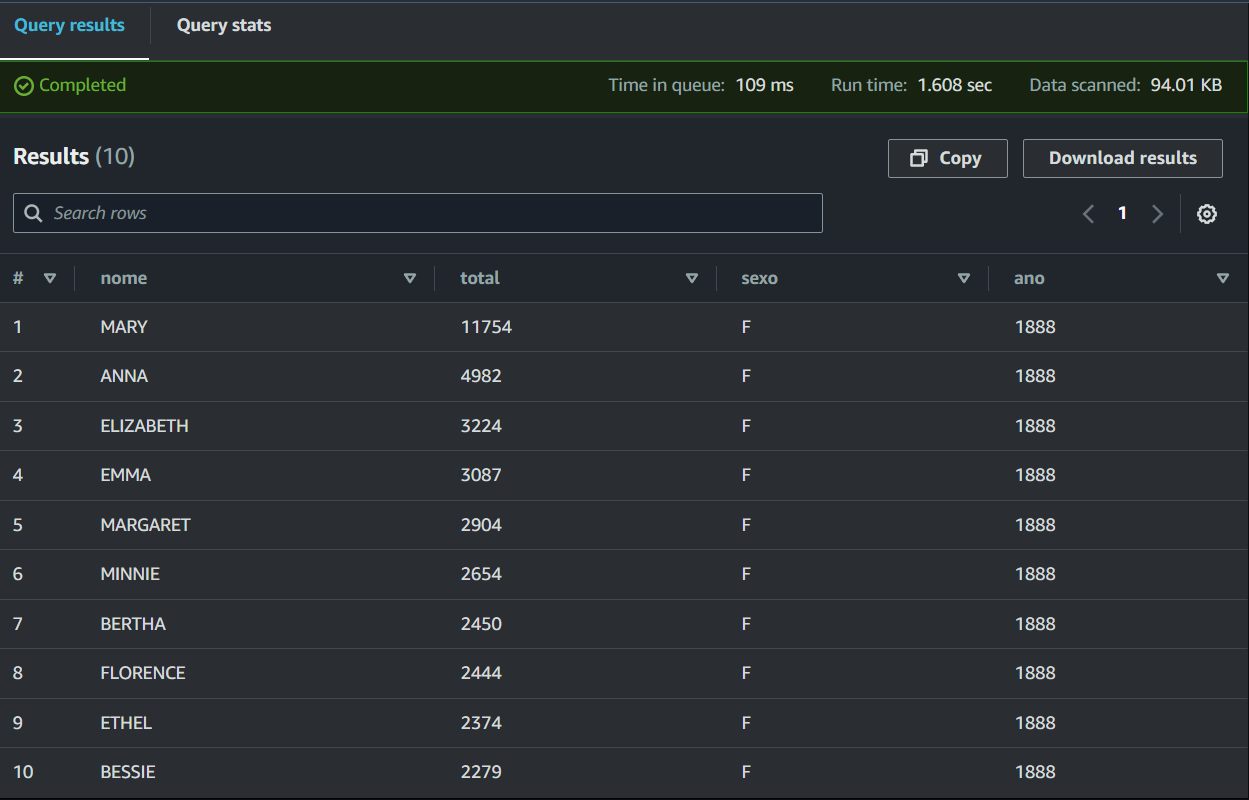 Query results Query stats
Completed Time in queue: 109 ms Run time: 1.608 sec Data scanned: 94.01 KB
Results (10) Copy Download results
Search rows 1
# nome total sexo ano
1 MARY 11754 F 1888
2 ANNA 4982 F 1888
3 ELIZABETH 3224 F 1888
4 EMMA 3087 F 1888
5 MARGARET 2904 F 1888
6 MINNIE 2654 F 1888
7 BERTHA 2450 F 1888
8 FLORENCE 2444 F 1888
9 ETHEL 2374 F 1888
10 BESSIE 2279 F 1888